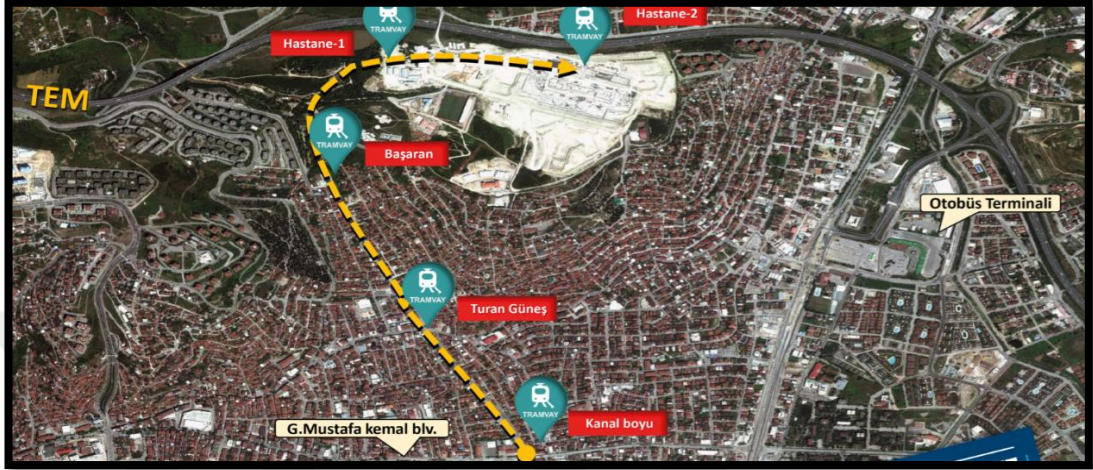 TRAMVAY
TRAMVAY
Hastane-2
Hastane-1
TEM
TRAMVAY
Başaran
Otobüs Terminali
TRAMVAY
Turan Güneş
TRAMVAY
Kanal boyu
G.Mustafa kemal blv.